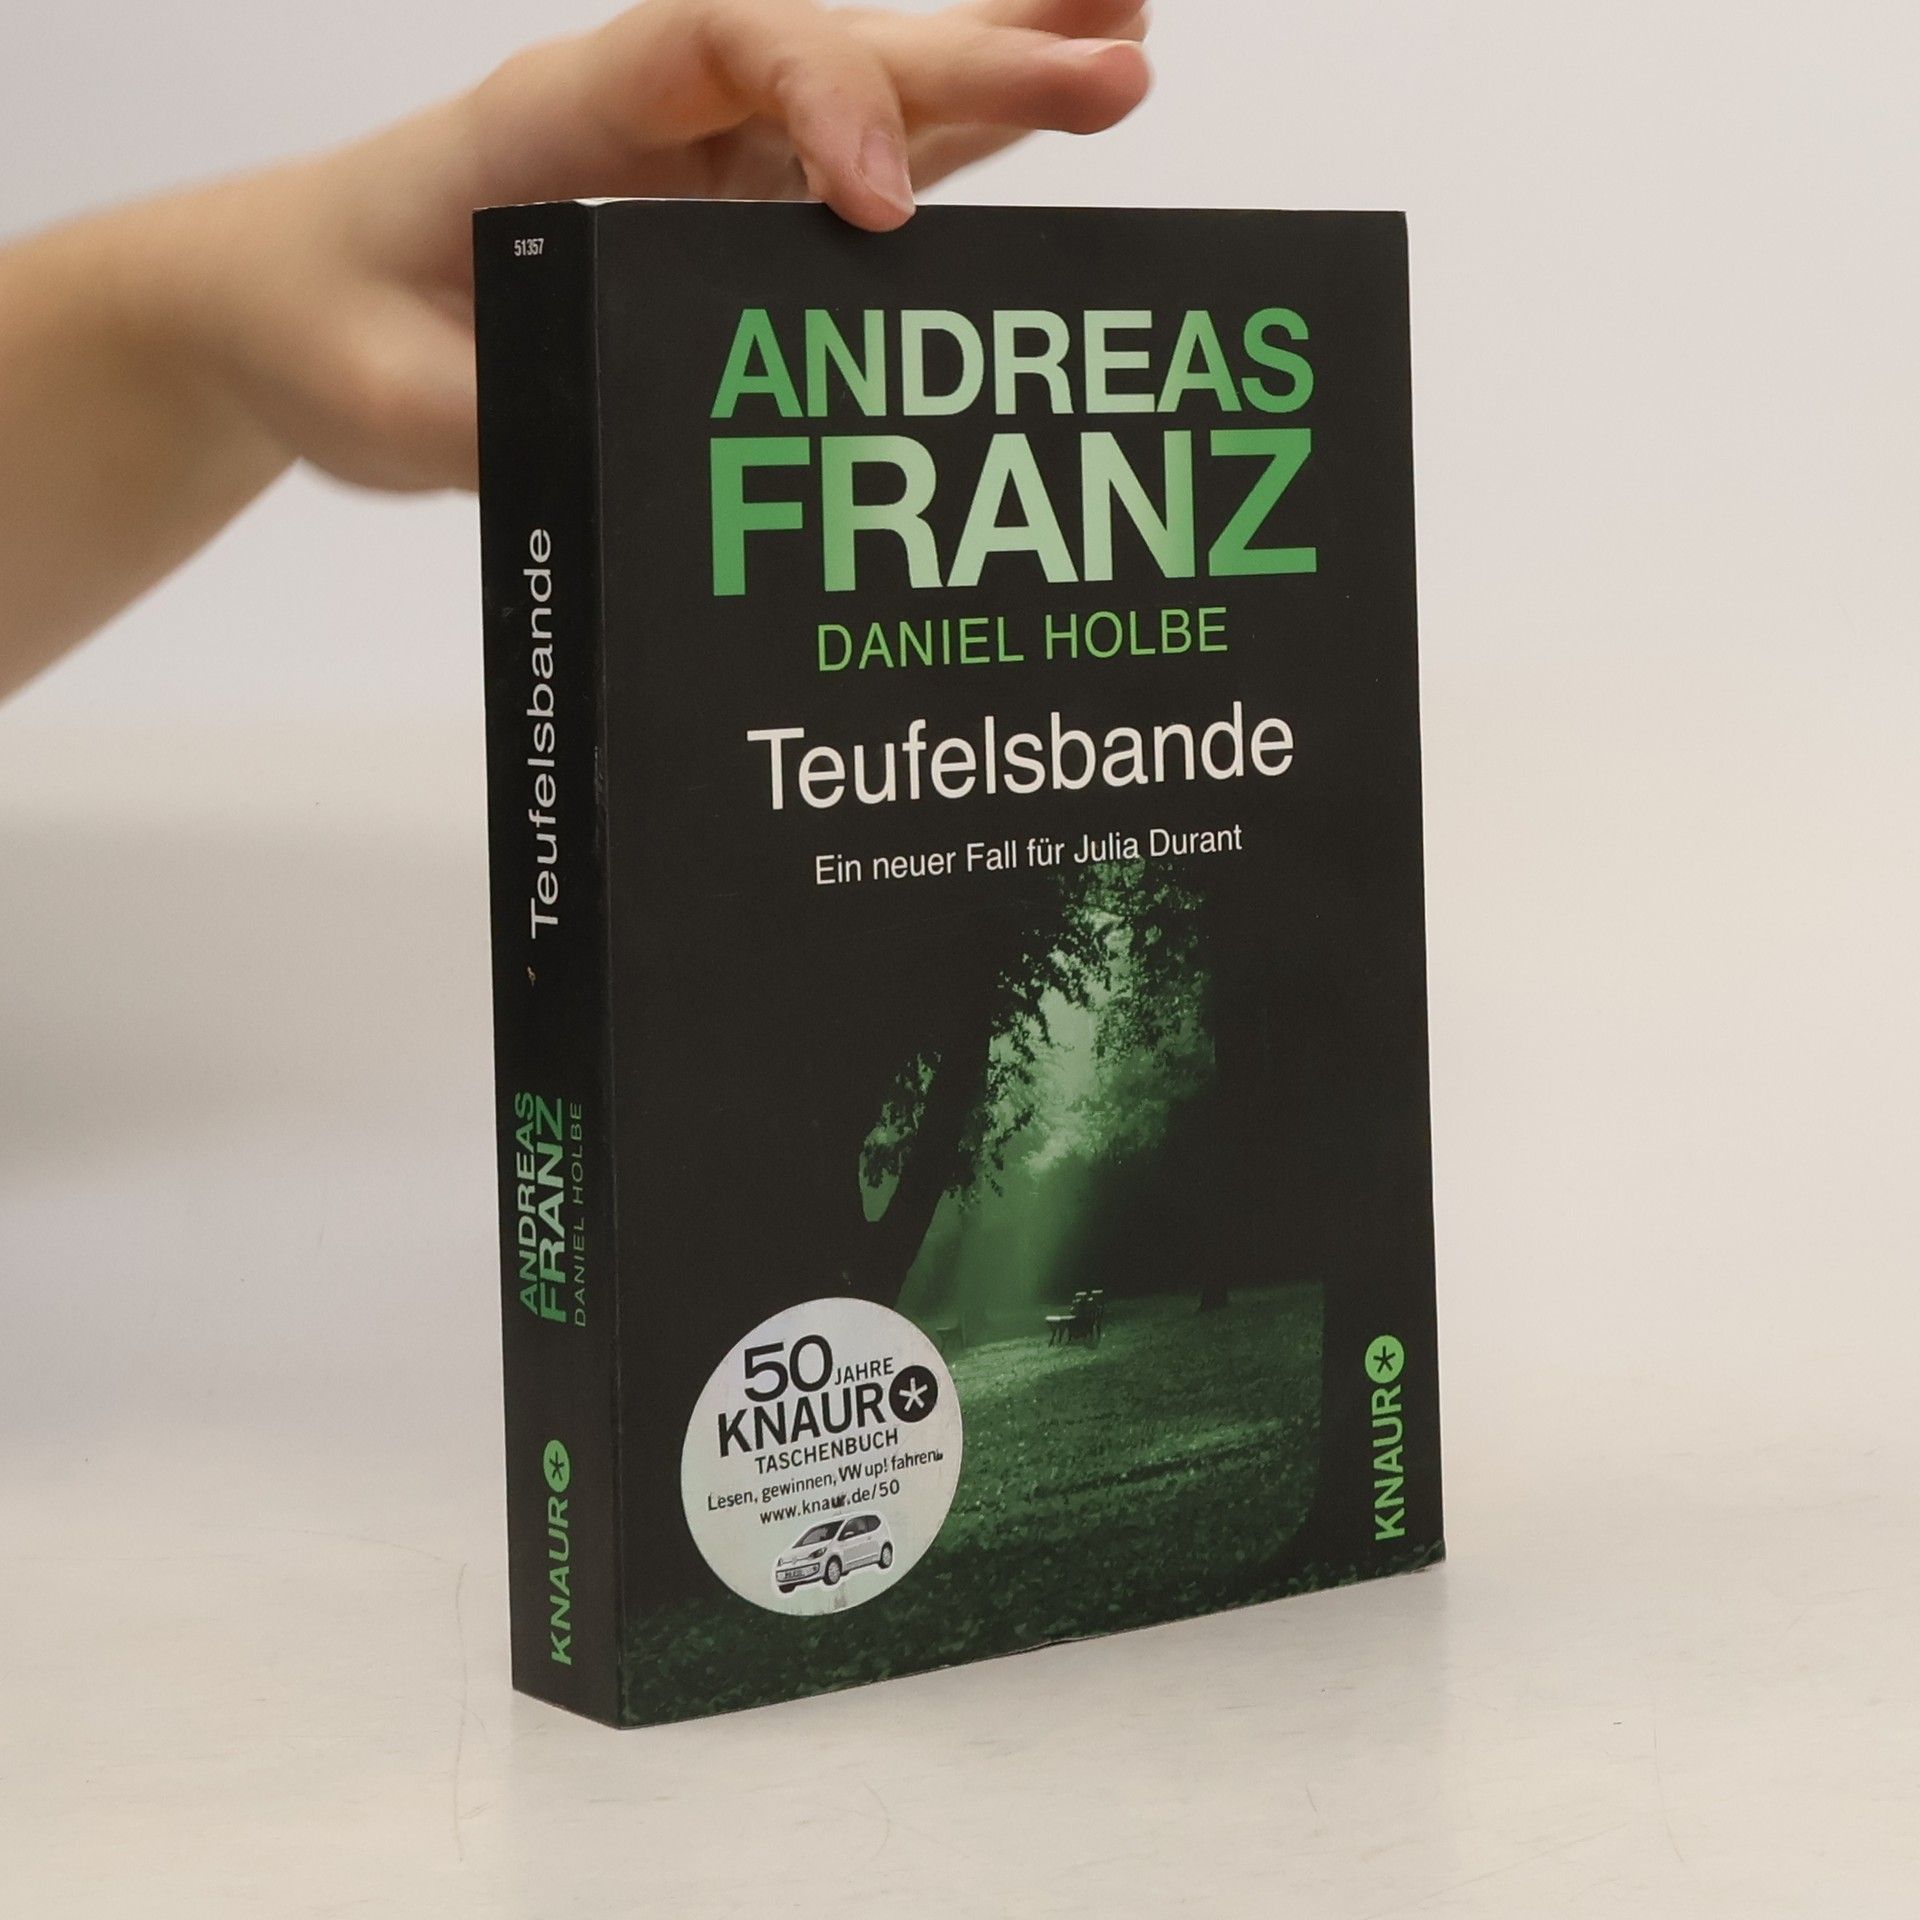 51357
Teufelsbande
ANDREAS
FRANZ
DANIEL HOLBE
KNAUR
ANDREAS
FRANZ
DANIEL HOLBE
Teufelsbande
Ein neuer Fall für Julia Durant
50 JAHRE
KNAUR
TASCHENBUCH
Lesen, gewinnen, VW up! fahren.
www.knaur.de/50
KNAUR